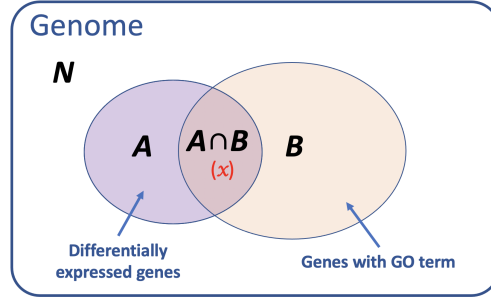 Genome
N
A
A∩B
B
(x)
Differentially
expressed genes
Genes with GO term